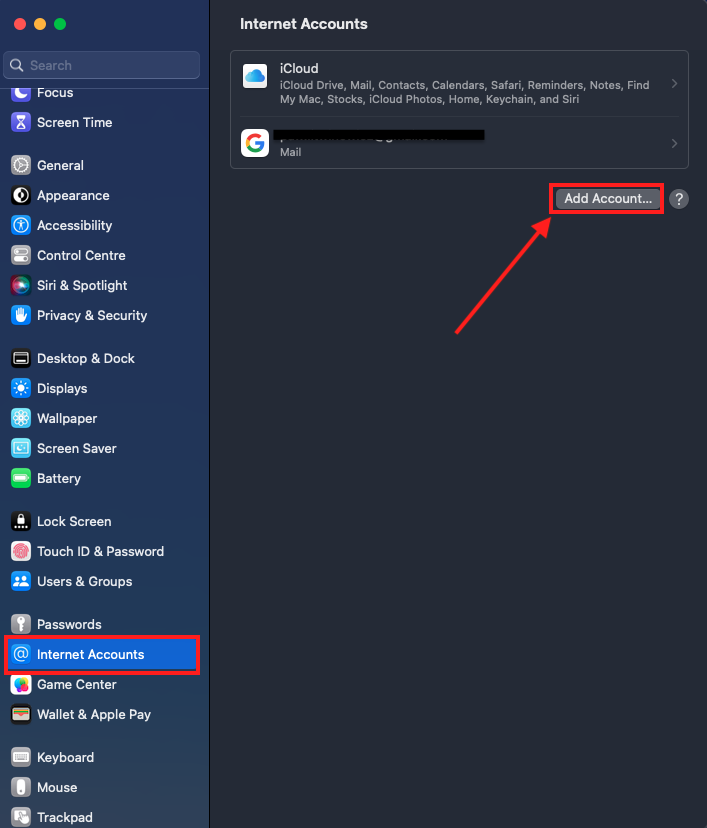 Internet Accounts
Search
Focus
Screen Time
General
Appearance
Accessibility
Control Centre
Siri & Spotlight
Privacy & Security
Desktop & Dock
Displays
Wallpaper
Screen Saver
Battery
Lock Screen
Touch ID & Password
Users & Groups
Passwords
Internet Accounts
Game Center
Wallet & Apple Pay
Keyboard
Mouse
Trackpad
iCloud
iCloud Drive, Mail, Contacts, Calendars, Safari, Reminders, Notes, Find
My Mac, Stocks, iCloud Photos, Home, Keychain, and Siri
Mail
Add Account...
?